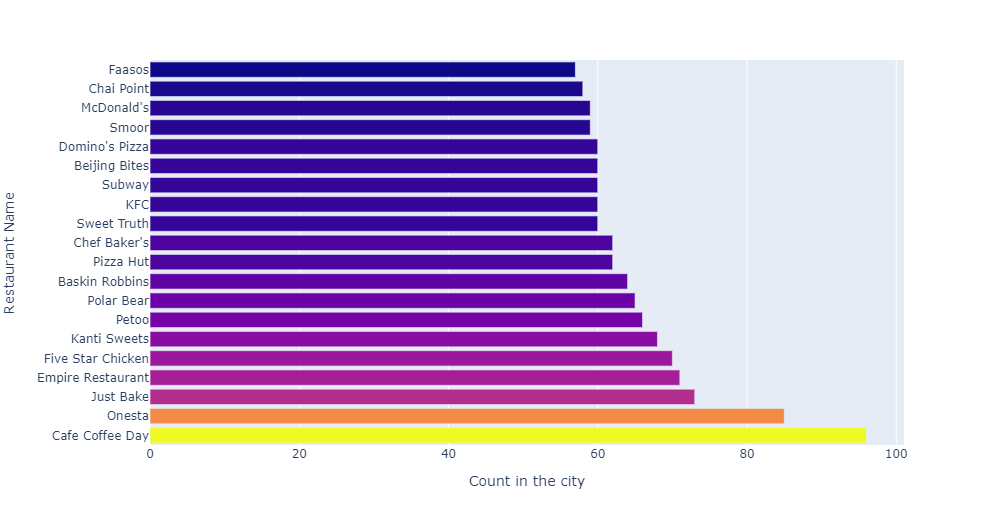 Faasos
Chai Point
McDonald's
Smoor
Domino's Pizza
Beijing Bites
Subway
KFC
Sweet Truth
Chef Baker's
Pizza Hut
Baskin Robbins
Polar Bear
Petoo
Kanti Sweets
Five Star Chicken
Empire Restaurant
Just Bake
Onesta
Cafe Coffee Day
Restaurant Name
0 20 40 60 80 100
Count in the city